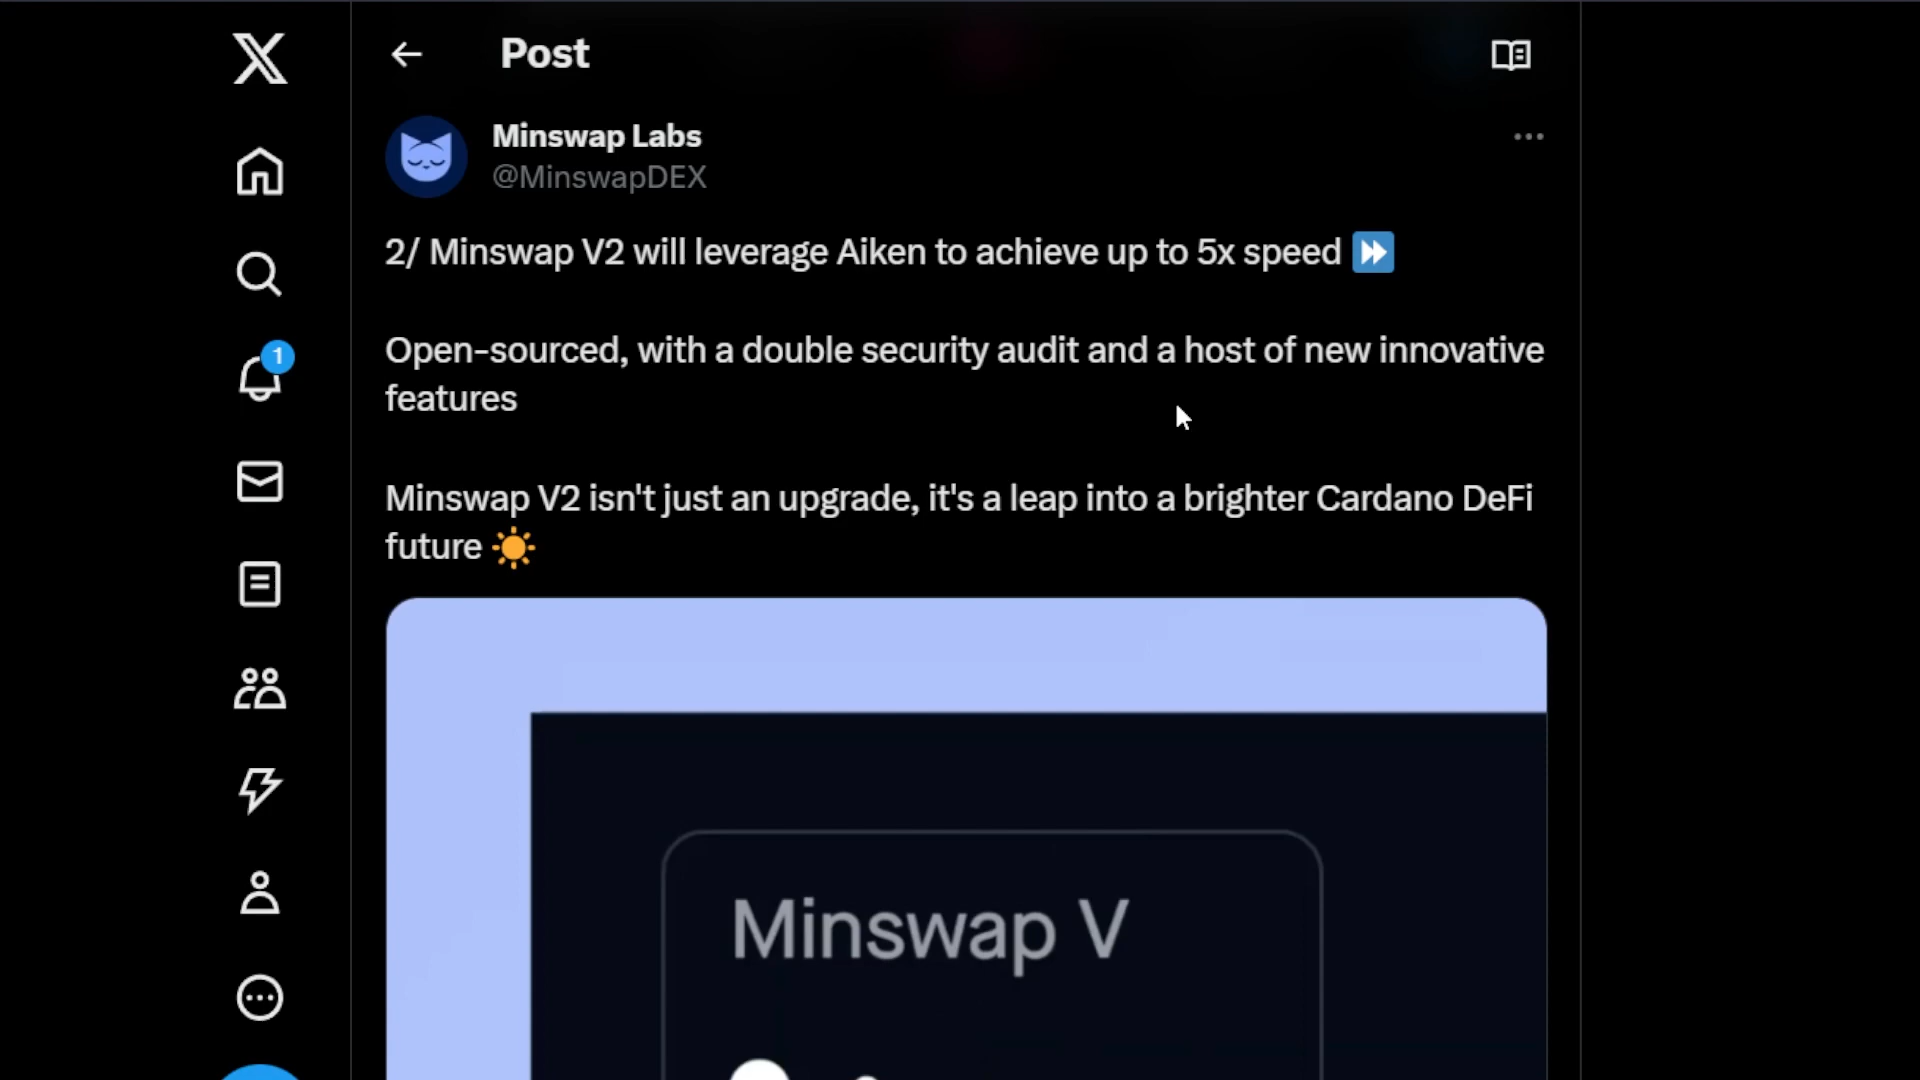 Post
Minswap Labs
@MinswapDEX
2/ Minswap V2 will leverage Aiken to achieve up to 5x speed ⏩
Open-sourced, with a double security audit and a host of new innovative
features
1
Minswap V2 isn't just an upgrade, it's a leap into a brighter Cardano DeFi
future ☀️
Minswap V